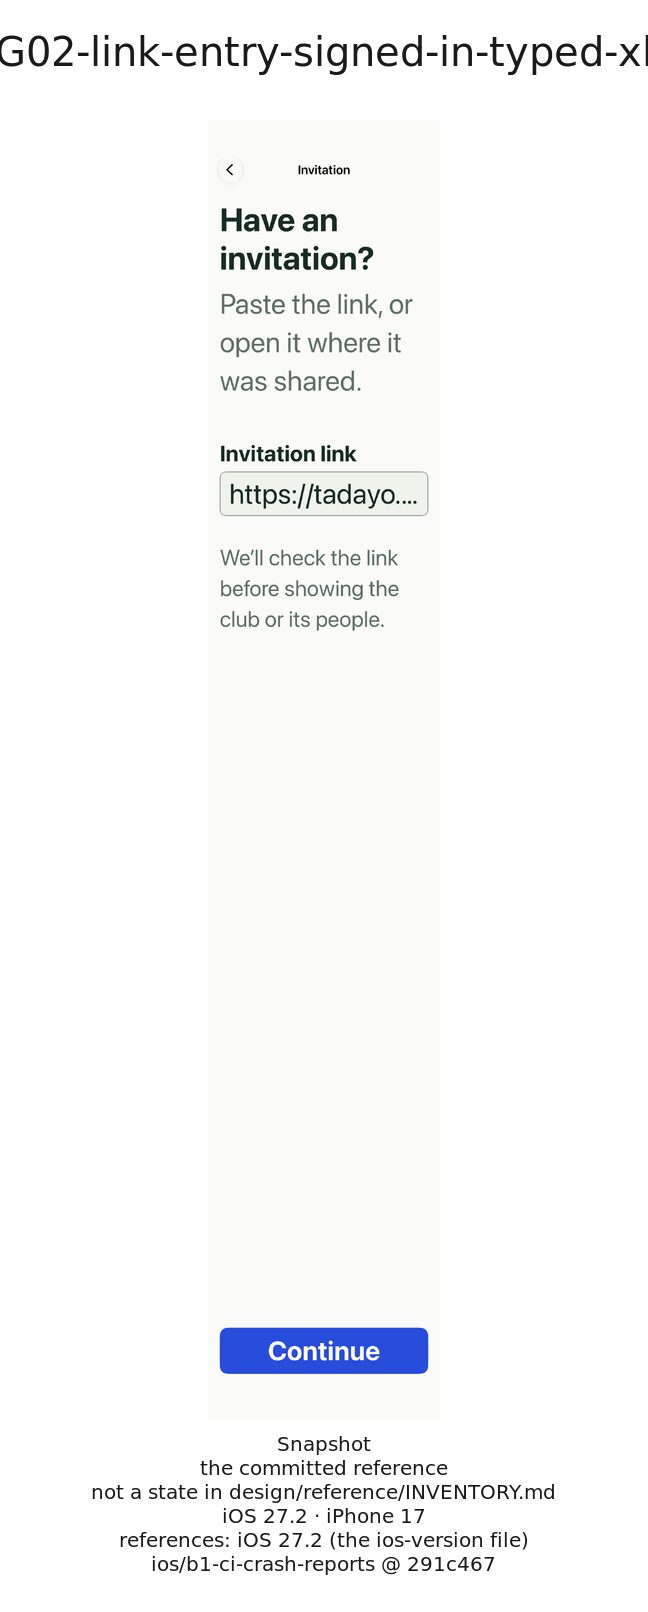 G02-link-entry-signed-in-typed-xl
Invitation
Have an
invitation?
Paste the link, or
open it where it
was shared.
Invitation link
https://tadayo....
We’ll check the link
before showing the
club or its people.
Continue
Snapshot
the committed reference
not a state in design/reference/INVENTORY.md
iOS 27.2 · iPhone 17
references: iOS 27.2 (the ios-version file)
ios/b1-ci-crash-reports @ 291c467